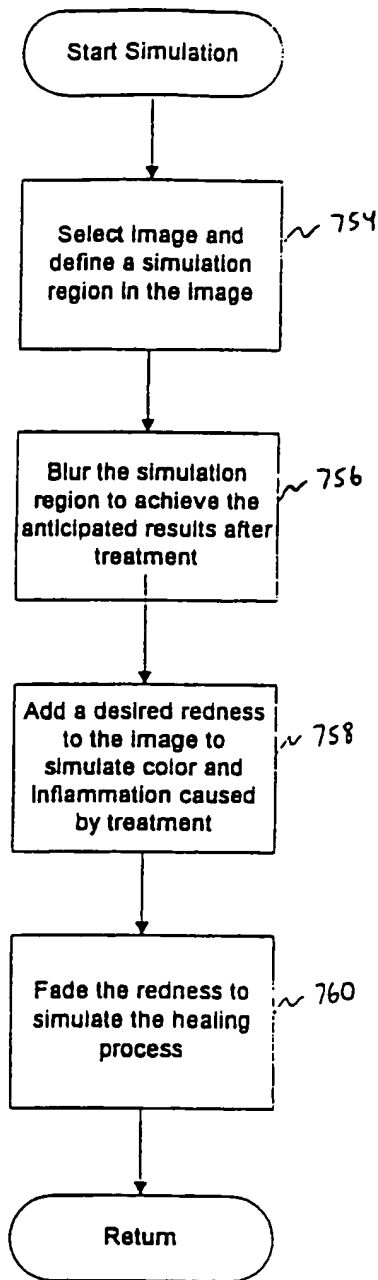 Start Simulation
Select image and
define a simulation
region in the image
754
Blur the simulation
region to achieve the
anticipated results after
treatment
756
Add a desired redness
to the image to
simulate color and
inflammation caused
by treatment
758
Fade the redness to
simulate the healing
process
760
Return